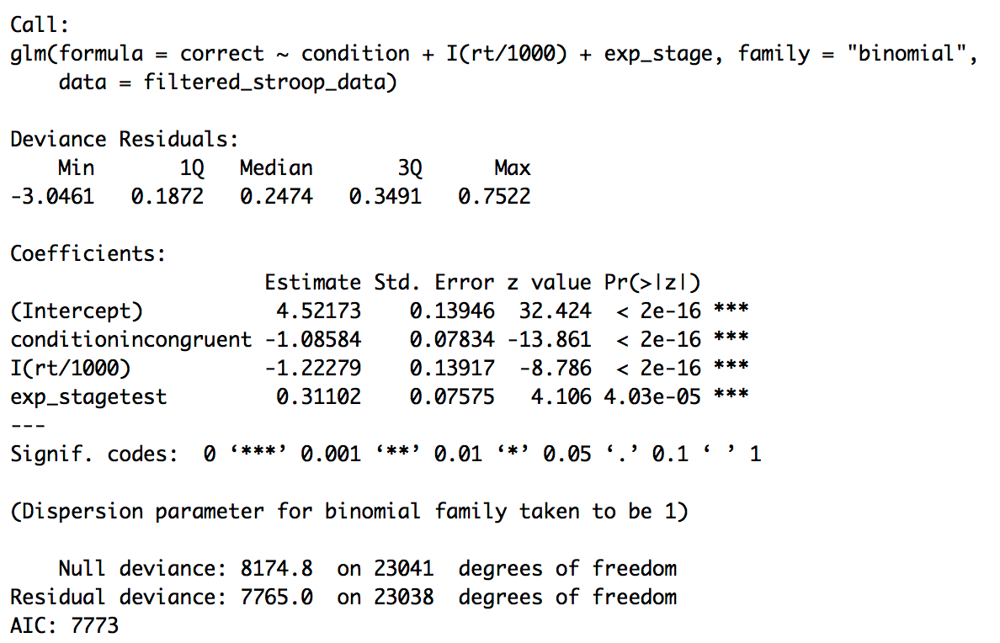 Call:
glm(formula = correct ~ condition + I(rt/1000) + exp_stage, family = "binomial",
    data = filtered_stroop_data)

Deviance Residuals:
    Min       1Q   Median       3Q      Max
-3.0461   0.1872   0.2474   0.3491   0.7522

Coefficients:
                     Estimate Std. Error z value Pr(>|z|)
(Intercept)           4.52173    0.13946  32.424  < 2e-16 ***
conditionincongruent -1.08584    0.07834 -13.861  < 2e-16 ***
I(rt/1000)           -1.22279    0.13917  -8.786  < 2e-16 ***
exp_stagetest         0.31102    0.07575   4.106 4.03e-05 ***
---
Signif. codes:  0 ‘***’ 0.001 ‘**’ 0.01 ‘*’ 0.05 ‘.’ 0.1 ‘ ’ 1

(Dispersion parameter for binomial family taken to be 1)

    Null deviance: 8174.8  on 23041  degrees of freedom
Residual deviance: 7765.0  on 23038  degrees of freedom
AIC: 7773